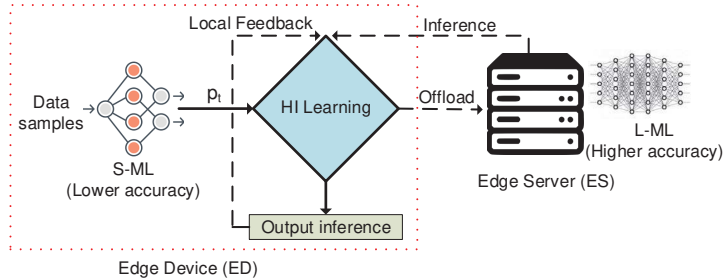 Local Feedback
Inference
Data
samples
p_t
HI Learning
Offload
L-ML
(Higher accuracy)
S-ML
(Lower accuracy)
Edge Server (ES)
Output inference
Edge Device (ED)